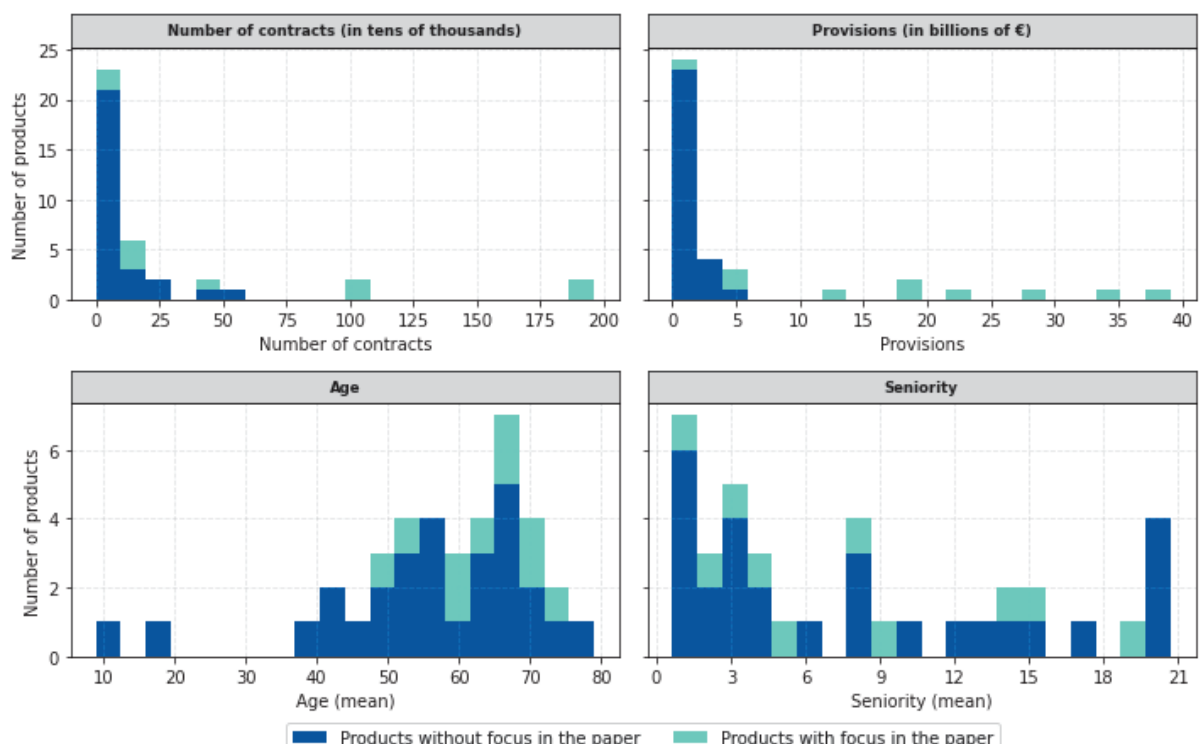 Number of contracts (in tens of thousands)
Provisions (in billions of €)
Number of products
25
20
15
10
5
0
0 25 50 75 100 125 150 175 200
Number of contracts
0 5 10 15 20 25 30 35 40
Provisions
Age
Seniority
Number of products
6
4
2
0
10 20 30 40 50 60 70 80
Age (mean)
0 3 6 9 12 15 18 21
Seniority (mean)
Products without focus in the paper
Products with focus in the paper